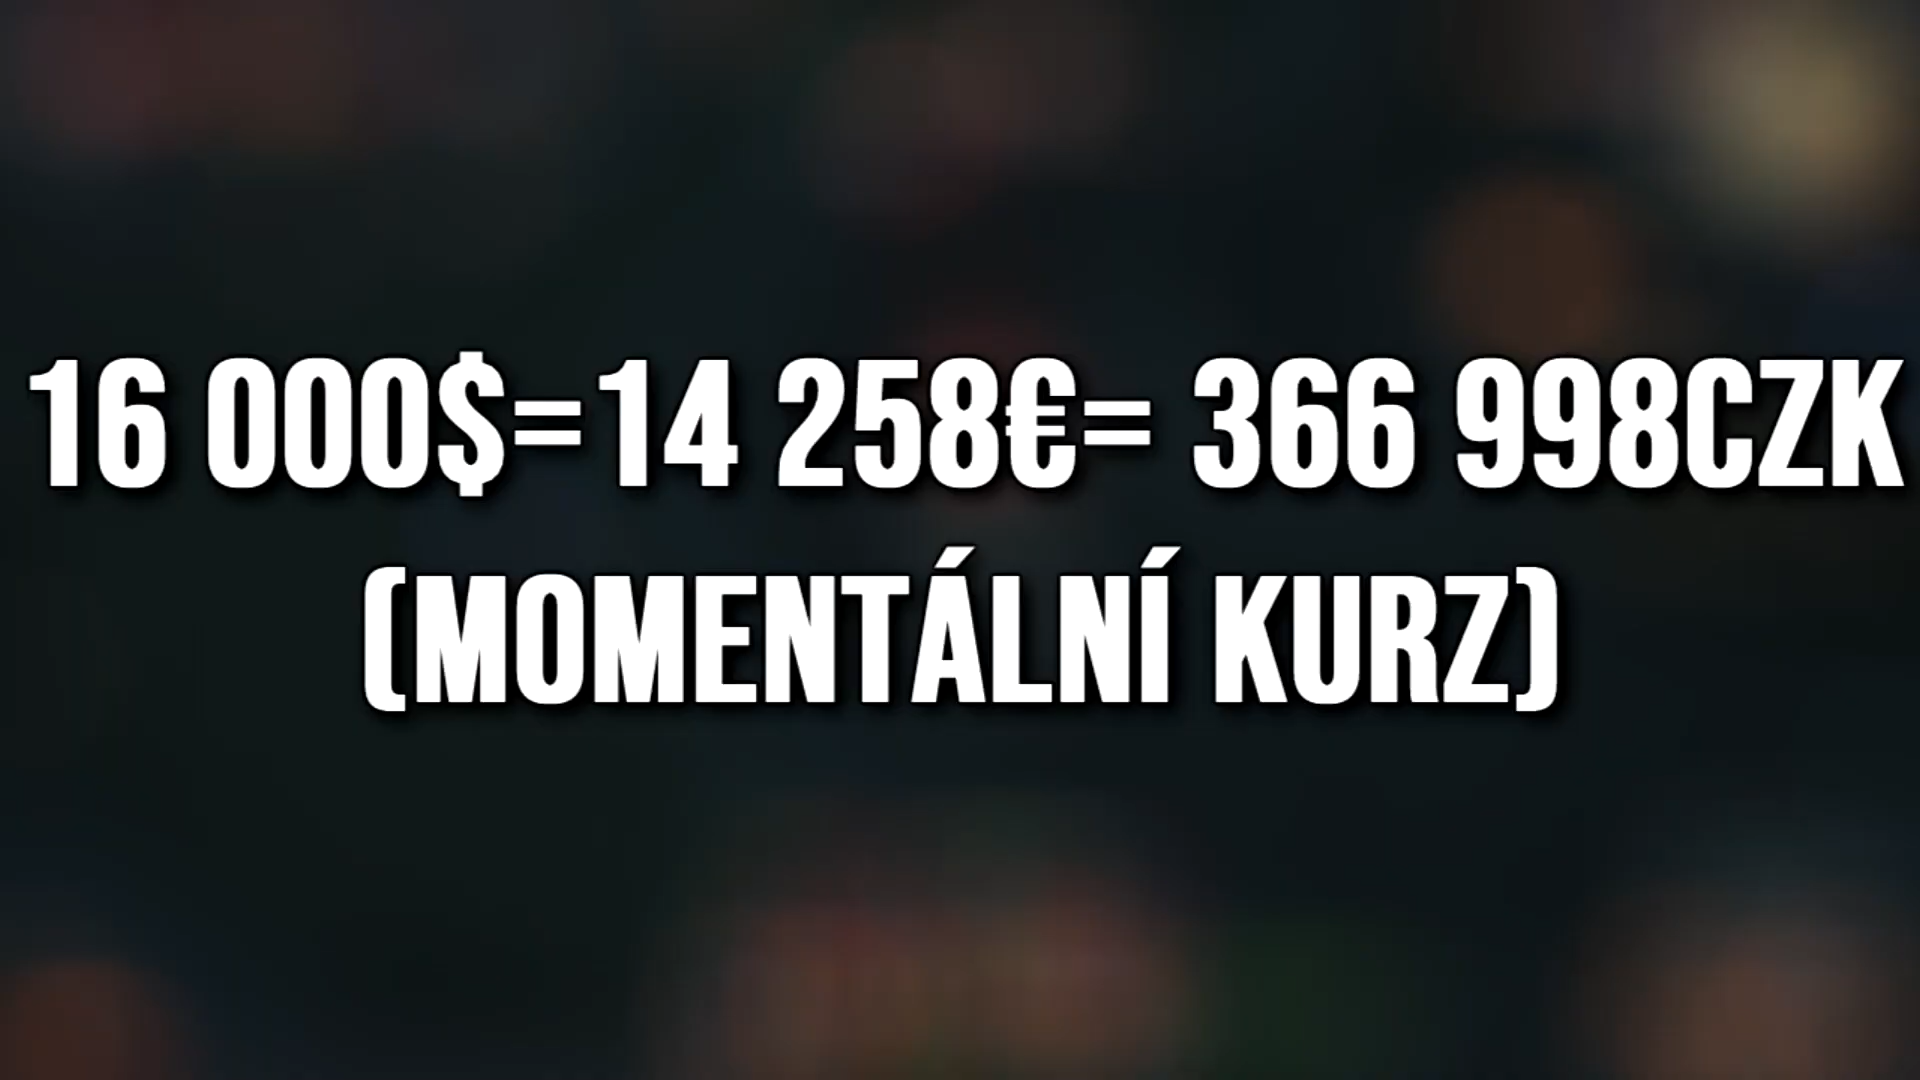 16 000$=14 258€= 366 998CZK
(MOMENTÁLNÍ KURZ)